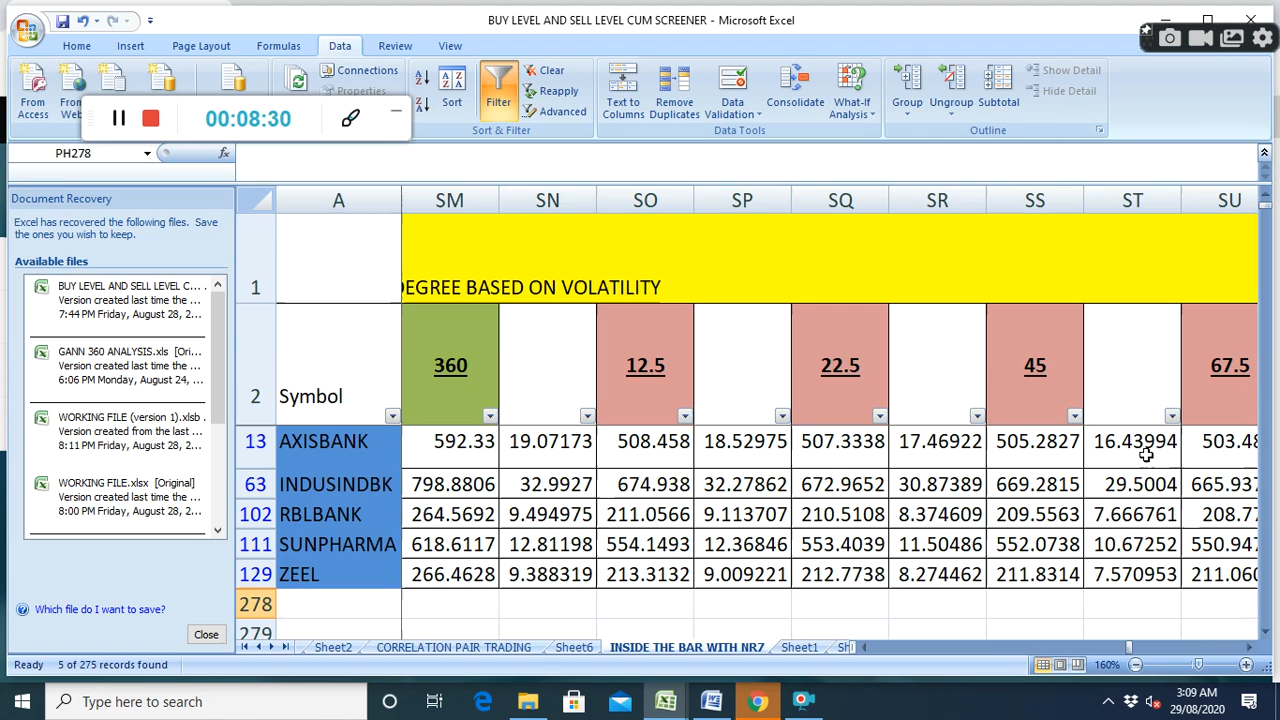 BUY LEVEL AND SELL LEVEL CUM SCREENER - Microsoft Excel
Home Insert Page Layout Formulas Data Review View
From Access
From Web
Connections
Properties
Sort
Filter
Clear
Reapply
Advanced
Sort & Filter
Text to Columns
Remove Duplicates
Data Validation
Consolidate
What-If Analysis
Data Tools
Group
Ungroup
Subtotal
Show Detail
Hide Detail
Outline
00:08:30
PH278
fx
Document Recovery
Excel has recovered the following files. Save
the ones you wish to keep.
Available files
BUY LEVEL AND SELL LEVEL C...
Version created last time the ...
7:44 PM Friday, August 28, 2...
GANN 360 ANALYSIS.xls [Ori...
Version created last time the ...
6:06 PM Monday, August 24, ...
WORKING FILE (version 1).xlsb
Version created from the last ...
8:11 PM Friday, August 28, 2...
WORKING FILE.xlsx [Original]
Version created last time the ...
8:00 PM Friday, August 28, 2...
Which file do I want to save?
Close
A SM SN SO SP SQ SR SS ST SU
1 EGREE BASED ON VOLATILITY
2 Symbol 360 12.5 22.5 45 67.5
13 AXISBANK 592.33 19.07173 508.458 18.52975 507.3338 17.46922 505.2827 16.43994 503.48
63 INDUSINDBK 798.8806 32.9927 674.938 32.27862 672.9652 30.87389 669.2815 29.5004 665.937
102 RBLBANK 264.5692 9.494975 211.0566 9.113707 210.5108 8.374609 209.5563 7.666761 208.77
111 SUNPHARMA 618.6117 12.81198 554.1493 12.36846 553.4039 11.50486 552.0738 10.67252 550.947
129 ZEEL 266.4628 9.388319 213.3132 9.009221 212.7738 8.274462 211.8314 7.570953 211.060
278
279
Sheet2 CORRELATION PAIR TRADING Sheet6 INSIDE THE BAR WITH NR7 Sheet1 Sh
Ready 5 of 275 records found 160%
Type here to search
3:09 AM
29/08/2020